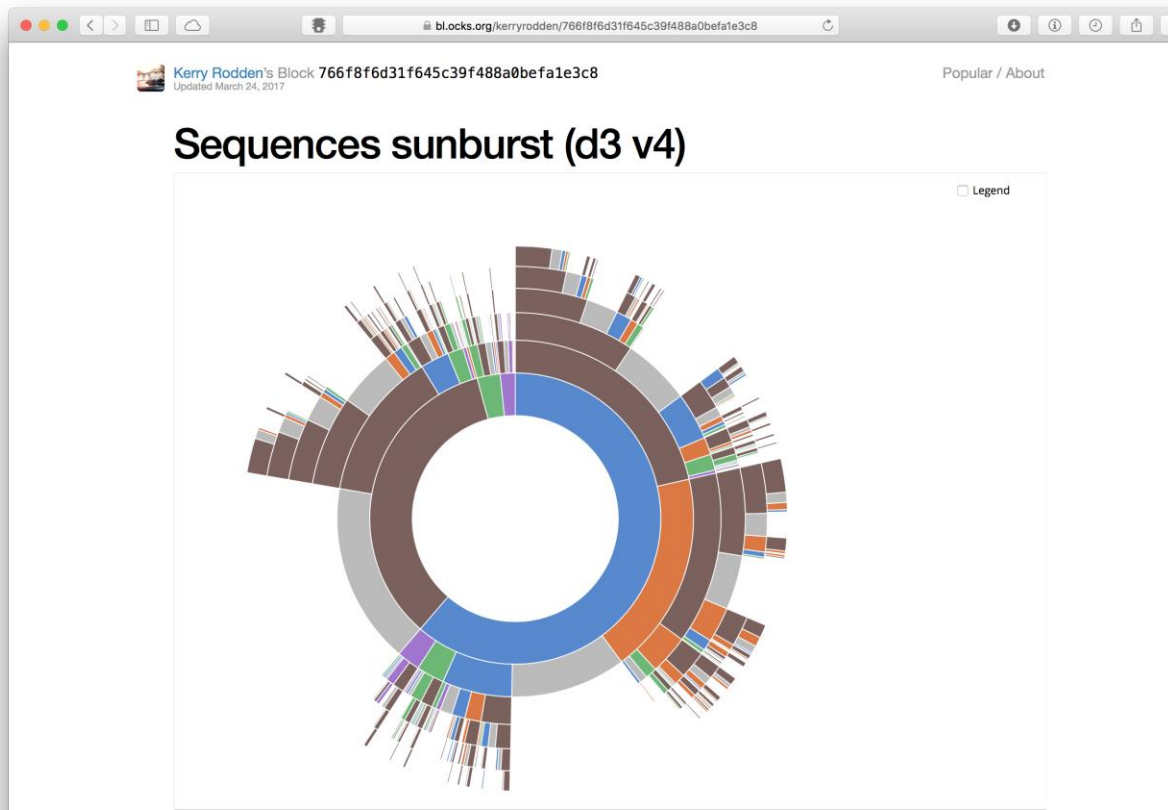 bl.ocks.org/kerryrodden/766f8f6d31f645c39f488a0befa1e3c8
Kerry Rodden's Block 766f8f6d31f645c39f488a0befa1e3c8
Popular / About
Updated March 24, 2017
Sequences sunburst (d3 v4)
Legend